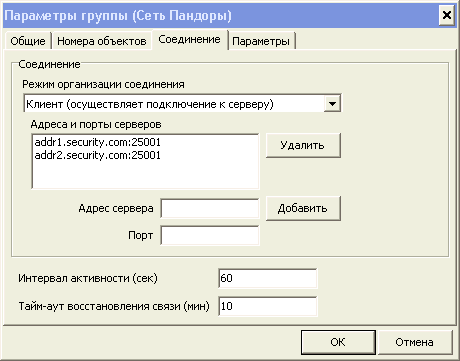 Параметры группы (Сеть Пандоры)
Общие Номера объектов Соединение Параметры
Соединение
Режим организации соединения
Клиент (осуществляет подключение к серверу)
Адреса и порты серверов
addr1.security.com:25001
addr2.security.com:25001
Удалить
Адрес сервера
Добавить
Порт
Интервал активности (сек) 60
Тайм-аут восстановления связи (мин) 10
OK Отмена